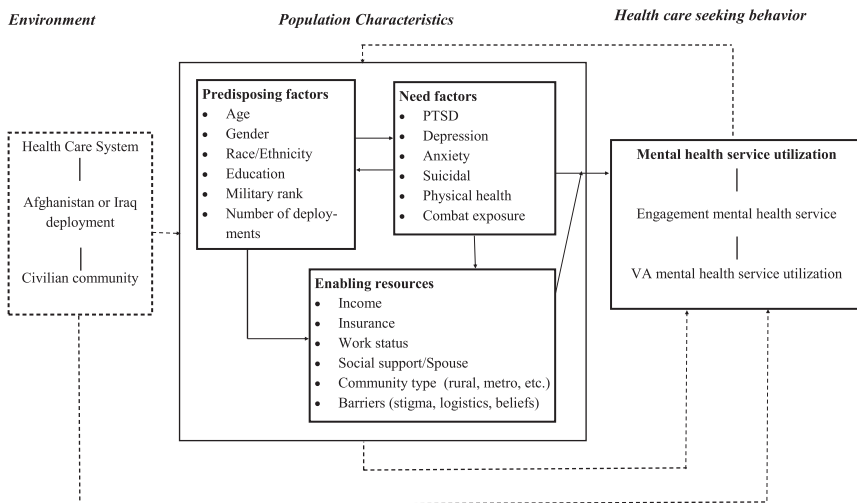 Environment
Population Characteristics
Health care seeking behavior
Health Care System
Afghanistan or Iraq
deployment
Civilian community
Predisposing factors
• Age
• Gender
• Race/Ethnicity
• Education
• Military rank
• Number of deploy-
ments
Need factors
• PTSD
• Depression
• Anxiety
• Suicidal
• Physical health
• Combat exposure
Enabling resources
• Income
• Insurance
• Work status
• Social support/Spouse
• Community type (rural, metro, etc.)
• Barriers (stigma, logistics, beliefs)
Mental health service utilization
Engagement mental health service
VA mental health service utilization